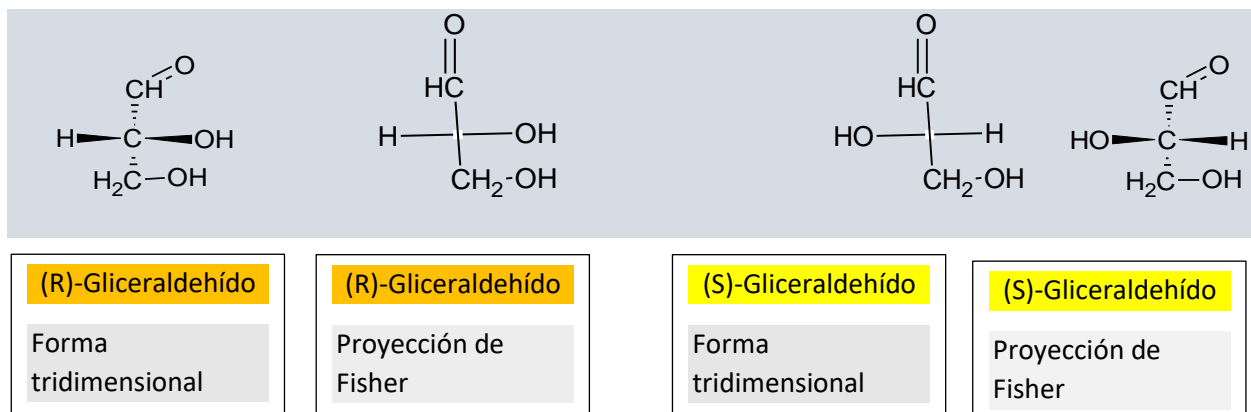 O
CH
H
C
OH
H2C
OH
O
HC
H
OH
CH2
OH
O
HC
HO
H
CH2
OH
O
CH
HO
C
H
H2C
OH
(R)-Gliceraldehído
Forma
tridimensional
(R)-Gliceraldehído
Proyección de
Fisher
(S)-Gliceraldehído
Forma
tridimensional
(S)-Gliceraldehído
Proyección de
Fisher